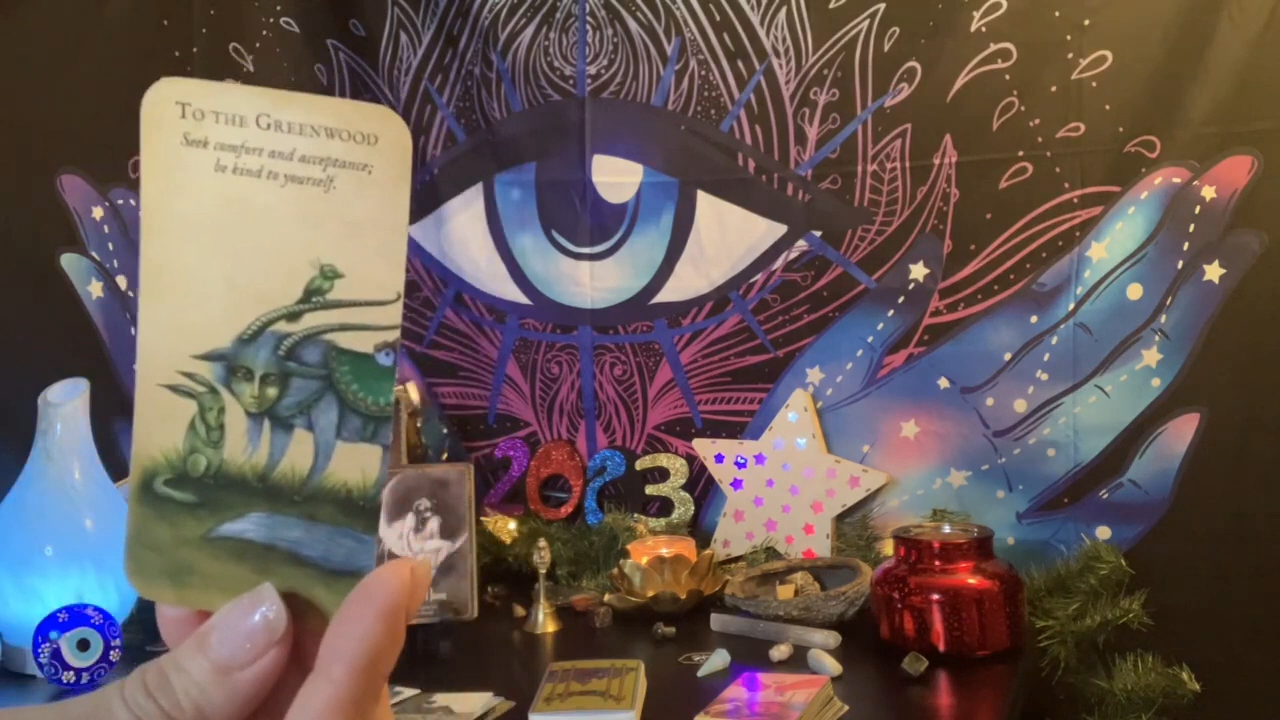 TO THE GREENWOOD
Seek comfort and acceptance;
be kind to yourself.
2023